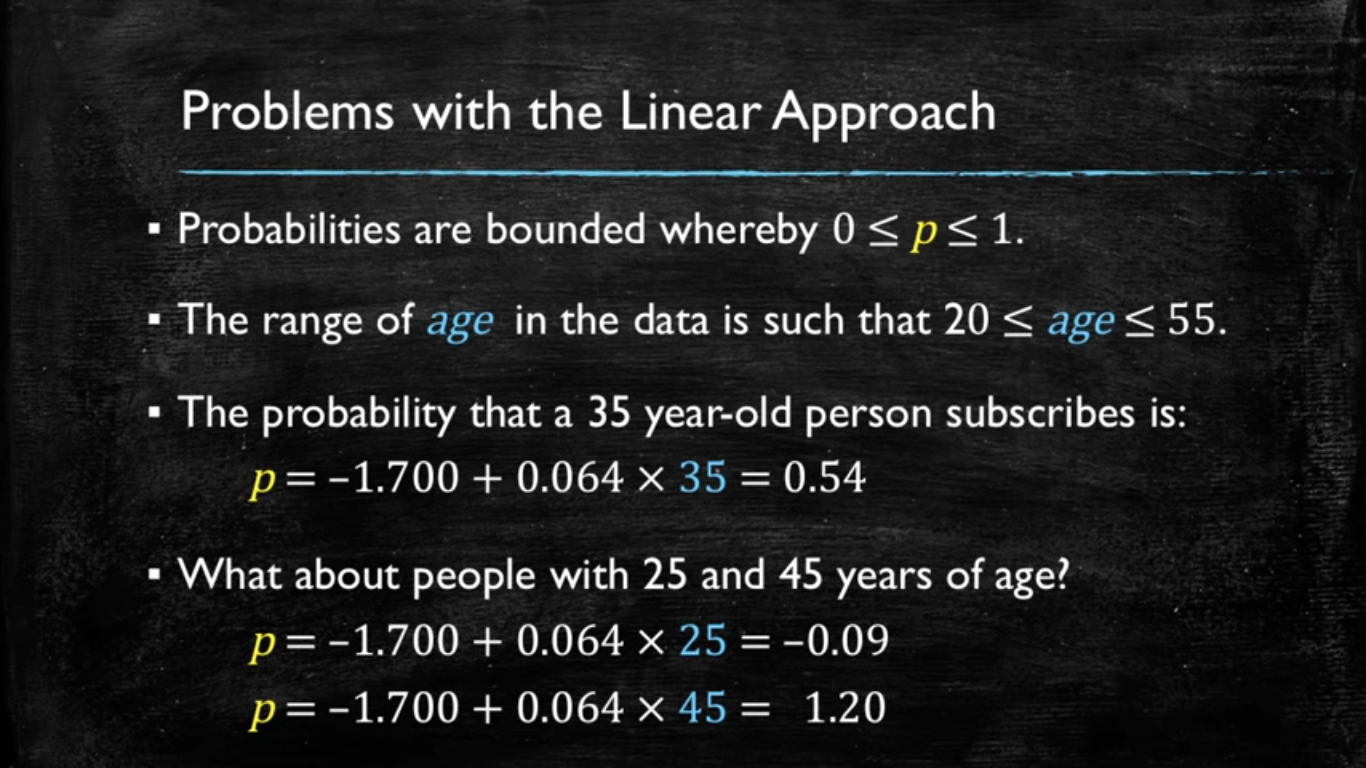 Problems with the Linear Approach
▪ Probabilities are bounded whereby 0 ≤ p ≤ 1.
▪ The range of age in the data is such that 20 ≤ age ≤ 55.
▪ The probability that a 35 year-old person subscribes is:
p = –1.700 + 0.064 × 35 = 0.54
▪ What about people with 25 and 45 years of age?
p = –1.700 + 0.064 × 25 = –0.09
p = –1.700 + 0.064 × 45 = 1.20